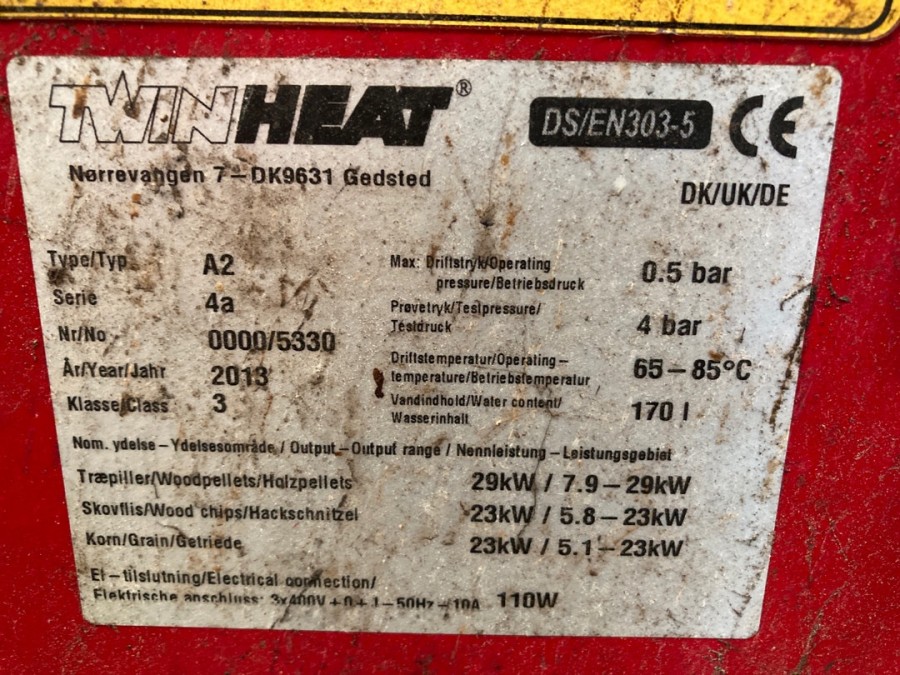 TWINHEAT®
DS/EN303-5 CE
Nørrevangen 7–DK9631 Gedsted
DK/UK/DE
Type/Typ A2
Serie 4a
Nr/No 0000/5330
År/Year/Jahr 2013
Klasse/Class 3
Max: Driftstryk/Operating
pressure/Betriebsdruck 0.5 bar
Prøvetryk/Testpressure/
Testdruck 4 bar
Driftstemperatur/Operating–
temperature/Betriebstemperatur 65–85°C
Vandindhold/Water content/
Wasserinhalt 170 l
Nom. ydelse–Ydelsesområde / Output–Output range / Nennleistung–Leistungsgebiet
Træpiller/Woodpellets/Holzpellets 29kW / 7.9–29kW
Skovflis/Wood chips/Hackschnitzel 23kW / 5.8–23kW
Korn/Grain/Getriede 23kW / 5.1–23kW
El–tilslutning/Electrical connection/
Elektrische anschluss: 3x400V+0+1–50Hz–10A 110W